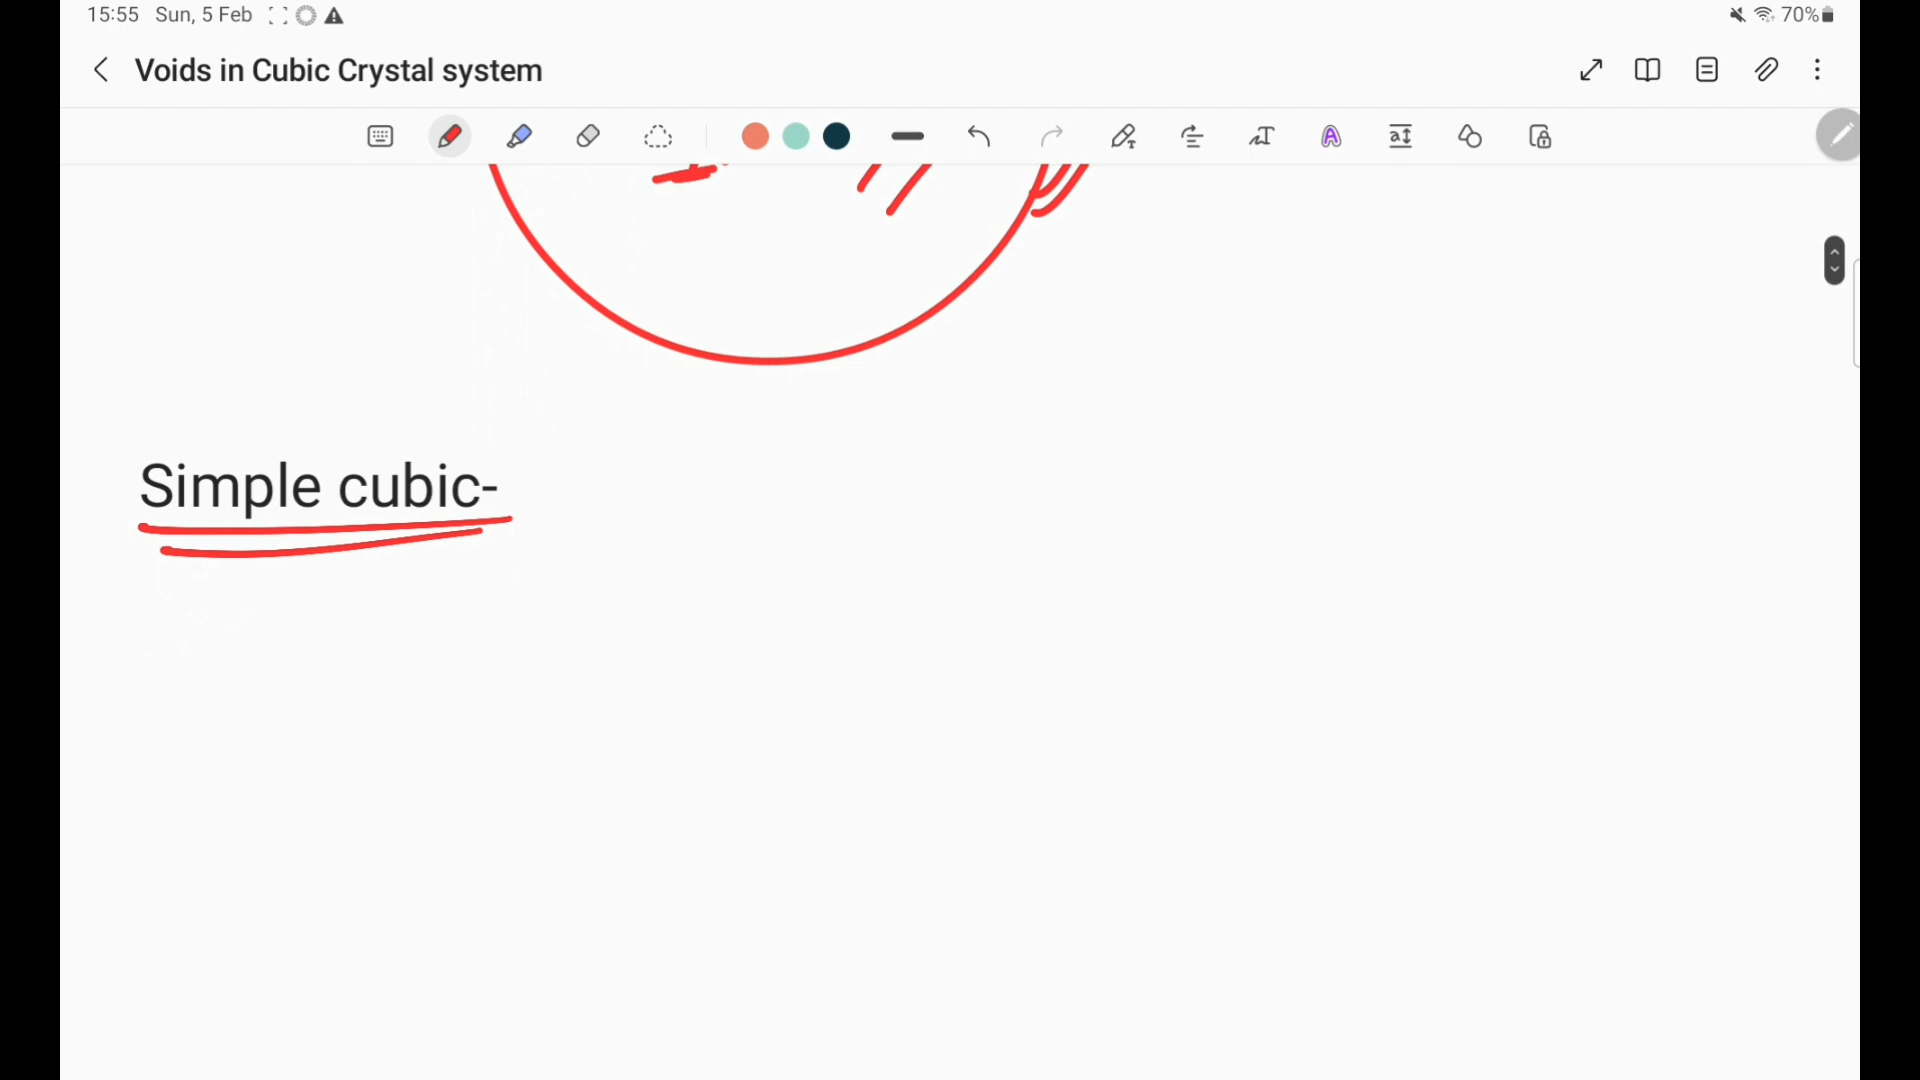 15:55 Sun, 5 Feb 70%
Voids in Cubic Crystal system
Simple cubic-